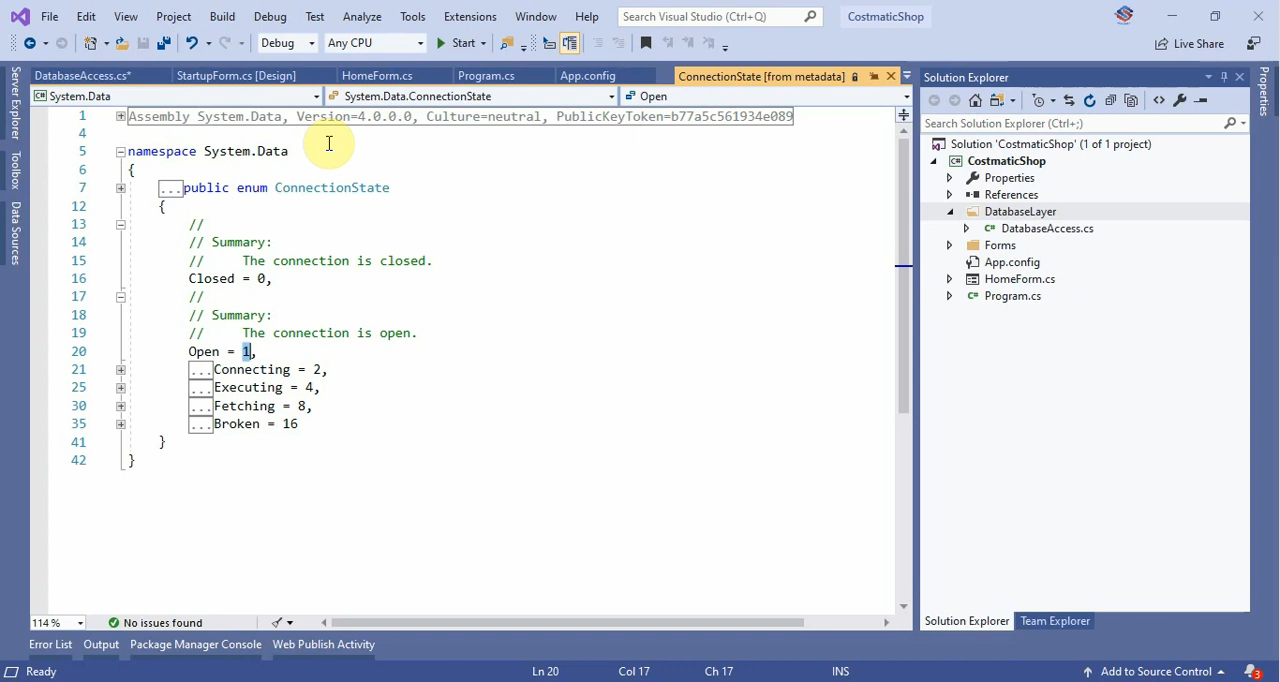 File Edit View Project Build Debug Test Analyze Tools Extensions Window Help Search Visual Studio (Ctrl+Q) CostmaticShop
Debug Any CPU Start Live Share
DatabaseAccess.cs* StartupForm.cs [Design] HomeForm.cs Program.cs App.config ConnectionState [from metadata]
System.Data System.Data.ConnectionState Open
Server Explorer
Toolbox
Data Sources
1 Assembly System.Data, Version=4.0.0.0, Culture=neutral, PublicKeyToken=b77a5c561934e089
4
5 namespace System.Data
6 {
7 ...public enum ConnectionState
12 {
13 //
14 // Summary:
15 // The connection is closed.
16 Closed = 0,
17 //
18 // Summary:
19 // The connection is open.
20 Open = 1,
21 ...Connecting = 2,
25 ...Executing = 4,
30 ...Fetching = 8,
35 ...Broken = 16
41 }
42 }
114 % No issues found
Solution Explorer
Search Solution Explorer (Ctrl+;)
Solution 'CostmaticShop' (1 of 1 project)
CostmaticShop
Properties
References
DatabaseLayer
DatabaseAccess.cs
Forms
App.config
HomeForm.cs
Program.cs
Solution Explorer Team Explorer
Properties
Error List Output Package Manager Console Web Publish Activity
Ready Ln 20 Col 17 Ch 17 INS Add to Source Control 3